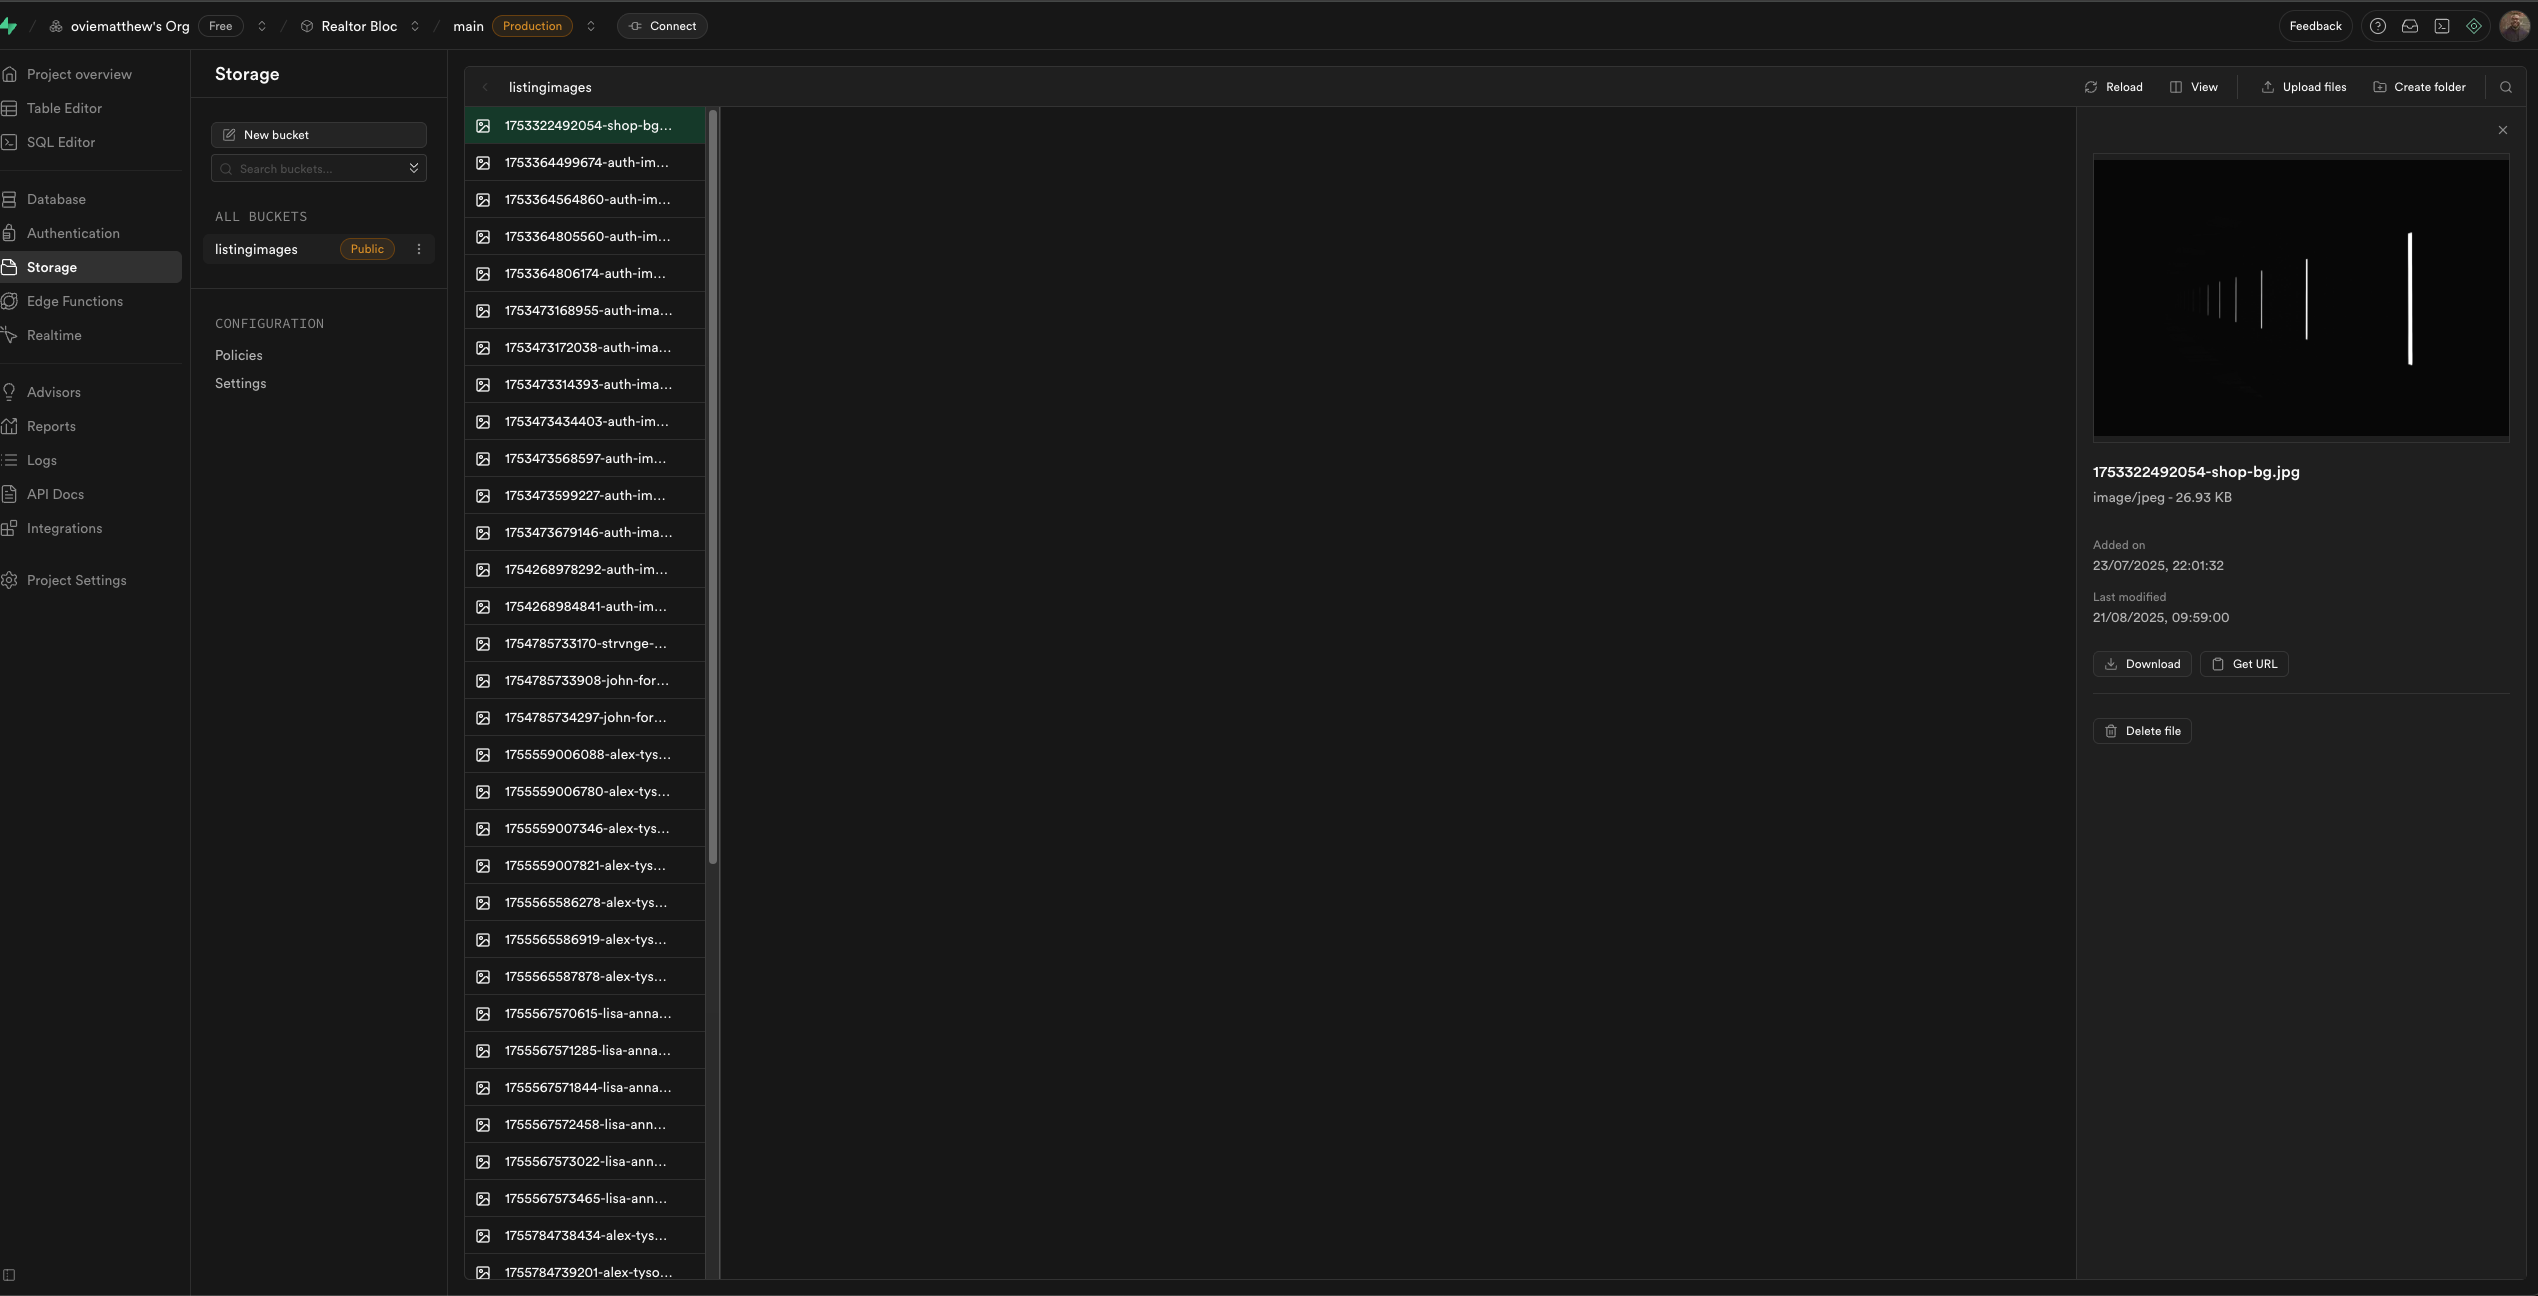 oviematthew's Org Free Realtor Bloc main Production Connect Feedback
Project overview
Table Editor
SQL Editor
Database
Authentication
Storage
Edge Functions
Realtime
Advisors
Reports
Logs
API Docs
Integrations
Project Settings
Storage
New bucket
Search buckets...
ALL BUCKETS
listingimages Public
CONFIGURATION
Policies
Settings
listingimages Reload View Upload files Create folder
1753322492054-shop-bg...
1753364499674-auth-im...
1753364564860-auth-im...
1753364805560-auth-im...
1753364806174-auth-im...
1753473168955-auth-ima...
1753473172038-auth-ima...
1753473314393-auth-ima...
1753473434403-auth-im...
1753473568597-auth-im...
1753473599227-auth-im...
1753473679146-auth-ima...
1754268978292-auth-im...
1754268984841-auth-im...
1754785733170-strvnge-...
1754785733908-john-for...
1754785734297-john-for...
1755559006088-alex-tys...
1755559006780-alex-tys...
1755559007346-alex-tys...
1755559007821-alex-tys...
1755565586278-alex-tys...
1755565586919-alex-tys...
1755565587878-alex-tys...
1755567570615-lisa-anna...
1755567571285-lisa-anna...
1755567571844-lisa-anna...
1755567572458-lisa-ann...
1755567573022-lisa-ann...
1755567573465-lisa-ann...
1755784738434-alex-tys...
1755784739201-alex-tyso...
1753322492054-shop-bg.jpg
image/jpeg - 26.93 KB
Added on
23/07/2025, 22:01:32
Last modified
21/08/2025, 09:59:00
Download Get URL
Delete file